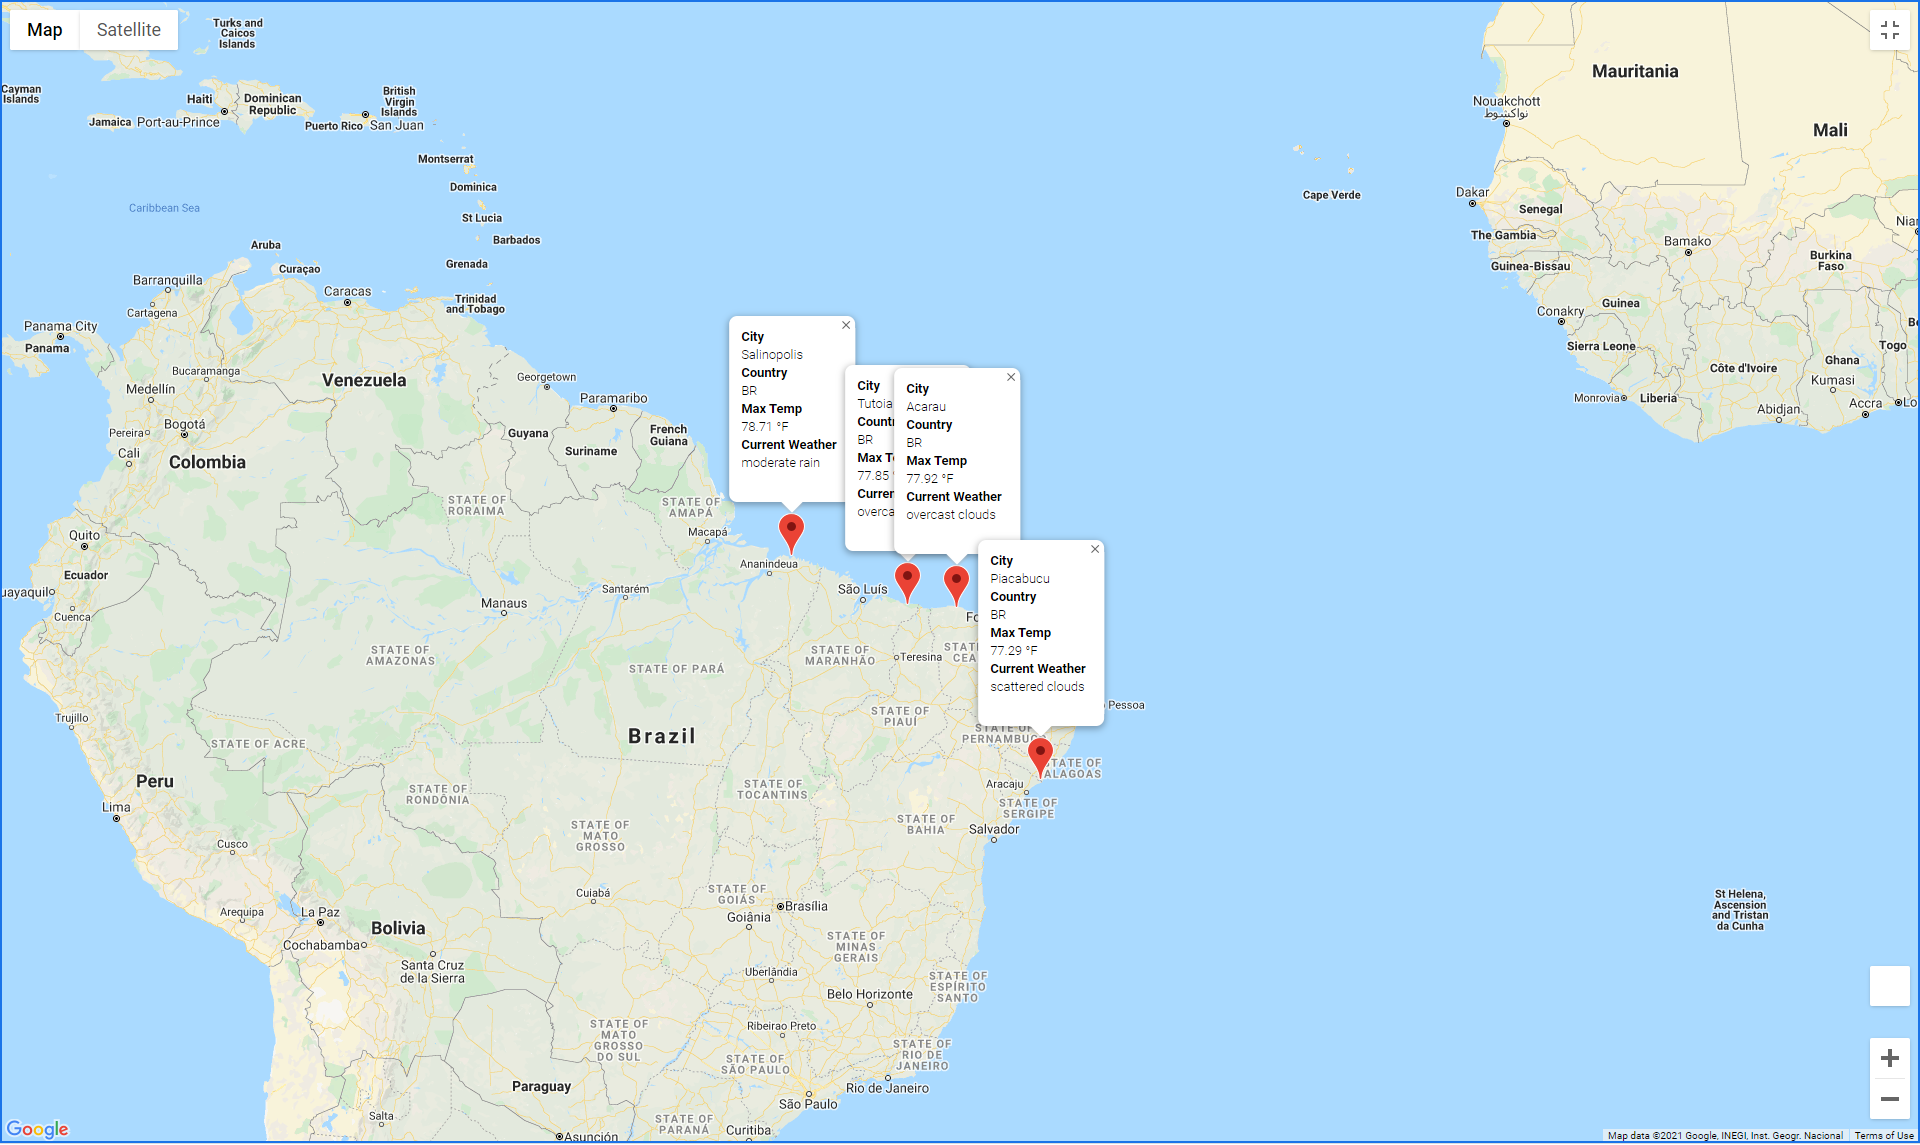 Map
Satellite
Turks and
Caicos
Islands
Cayman
Islands
Haiti
Dominican
Republic
British
Virgin
Islands
Jamaica
Port-au-Prince
Puerto Rico
San Juan
Montserrat
Dominica
Caribbean Sea
St Lucia
Barbados
Aruba
Curaçao
Grenada
Barranquilla
Caracas
Trinidad
and Tobago
Cartagena
Panama City
Panama
Bucaramanga
Medellín
Venezuela
Georgetown
Paramaribo
Bogotá
Pereira
Cali
Colombia
Guyana
Suriname
French
Guiana
STATE OF
RORAIMA
STATE OF
AMAPÁ
Macapá
Quito
Ecuador
uayaquil
Cuenca
Manaus
Santarém
Ananindeua
São Luís
Fo
STATE OF
AMAZONAS
STATE OF PARÁ
STATE OF
MARANHÃO
Teresina
STAT
CEA
Trujillo
STATE OF ACRE
Brazil
STATE OF
PIAUÍ
STATE OF
PERNAMBUC
Pessoa
Peru
Lima
STATE OF
RONDÔNIA
STATE OF
TOCANTINS
Aracaju
STATE OF
ALAGOAS
STATE OF
SERGIPE
STATE OF
MATO
GROSSO
STATE OF
BAHIA
Salvador
Cusco
Cuiabá
STATE OF
GOIÁS
Brasília
Goiânia
Arequipa
La Paz
Bolivia
Cochabamba
Santa Cruz
de la Sierra
STATE OF
MINAS
GERAIS
Uberlândia
STATE OF
ESPÍRITO
SANTO
Belo Horizonte
Ribeirao Preto
STATE OF
MATO
GROSSO
DO SUL
STATE OF
RIO DE
JANEIRO
STATE OF
SÃO PAULO
Paraguay
Rio de Janeiro
São Paulo
Salta
STATE OF
PARANÁ
Curitiba
Asunción
City
Salinopolis
Country
BR
Max Temp
78.71 °F
Current Weather
moderate rain
City
Tutoia
Countr
BR
Max T
77.85
Curren
overca
City
Acarau
Country
BR
Max Temp
77.92 °F
Current Weather
overcast clouds
City
Piacabucu
Country
BR
Max Temp
77.29 °F
Current Weather
scattered clouds
Mauritania
Nouakchott
نواكشوط
Mali
Cape Verde
Dakar
Senegal
The Gambia
Guinea-Bissau
Bamako
Nian
Burkina
Faso
Guinea
Conakry
Sierra Leone
Togo
Ghana
Côte d'Ivoire
Kumasi
Monrovia
Liberia
Abidjan
Accra
Lo
St Helena,
Ascension
and Tristan
da Cunha
Google
Map data ©2021 Google, INEGI, Inst. Geogr. Nacional
Terms of Use